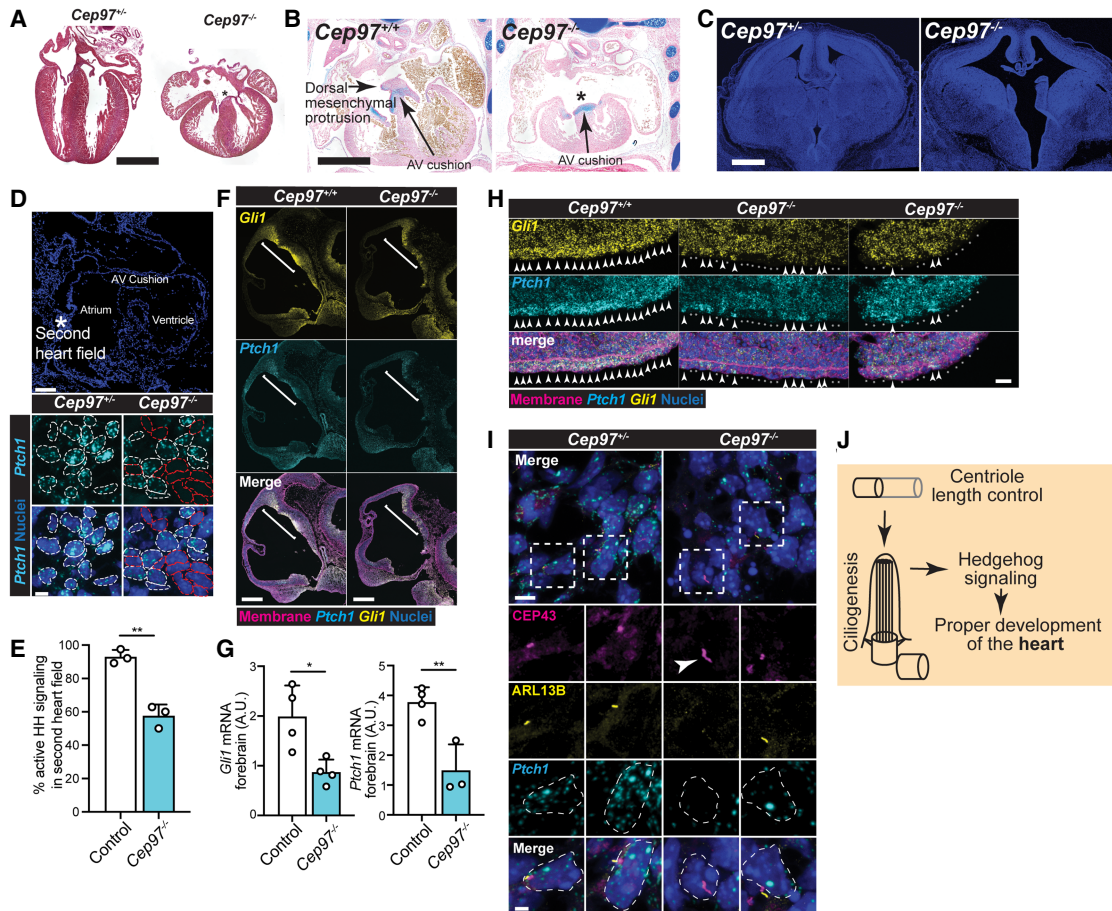 A
Cep97+/-
Cep97-/-
*
B
Cep97+/+
Cep97-/-
Dorsal
mesenchymal
protrusion
AV cushion
*
AV cushion
C
Cep97+/-
Cep97-/-
D
AV Cushion
Atrium
Ventricle
*
Second
heart field
Cep97+/-
Cep97-/-
Ptch1
Ptch1 Nuclei
E
% active HH signaling
in second heart field
100
80
60
40
20
0
**
Control
Cep97-/-
F
Cep97+/+
Cep97-/-
Gli1
Ptch1
Merge
Membrane Ptch1 Gli1 Nuclei
G
Gli1 mRNA
forebrain (A.U.)
3
2
1
0
*
Control
Cep97-/-
Ptch1 mRNA
forebrain (A.U.)
5
4
3
2
1
0
**
Control
Cep97-/-
H
Cep97+/+
Cep97-/-
Cep97-/-
Gli1
Ptch1
merge
Membrane Ptch1 Gli1 Nuclei
I
Cep97+/-
Cep97-/-
Merge
CEP43
ARL13B
Ptch1
Merge
J
Centriole
length control
Ciliogenesis
Hedgehog
signaling
Proper development
of the heart